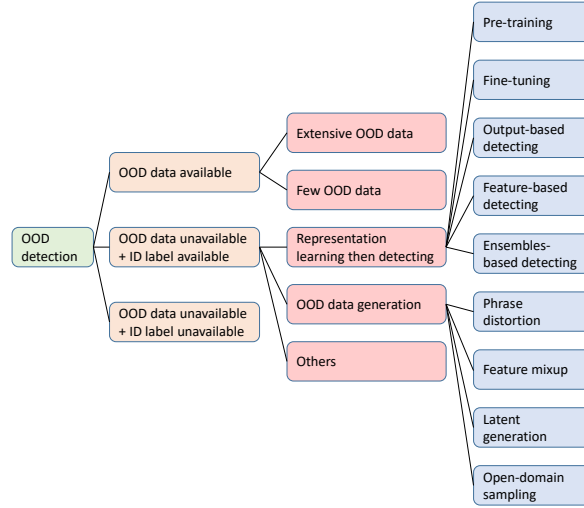 OOD
detection
OOD data available
OOD data unavailable
+ ID label available
OOD data unavailable
+ ID label unavailable
Extensive OOD data
Few OOD data
Representation
learning then detecting
OOD data generation
Others
Pre-training
Fine-tuning
Output-based
detecting
Feature-based
detecting
Ensembles-
based detecting
Phrase
distortion
Feature mixup
Latent
generation
Open-domain
sampling